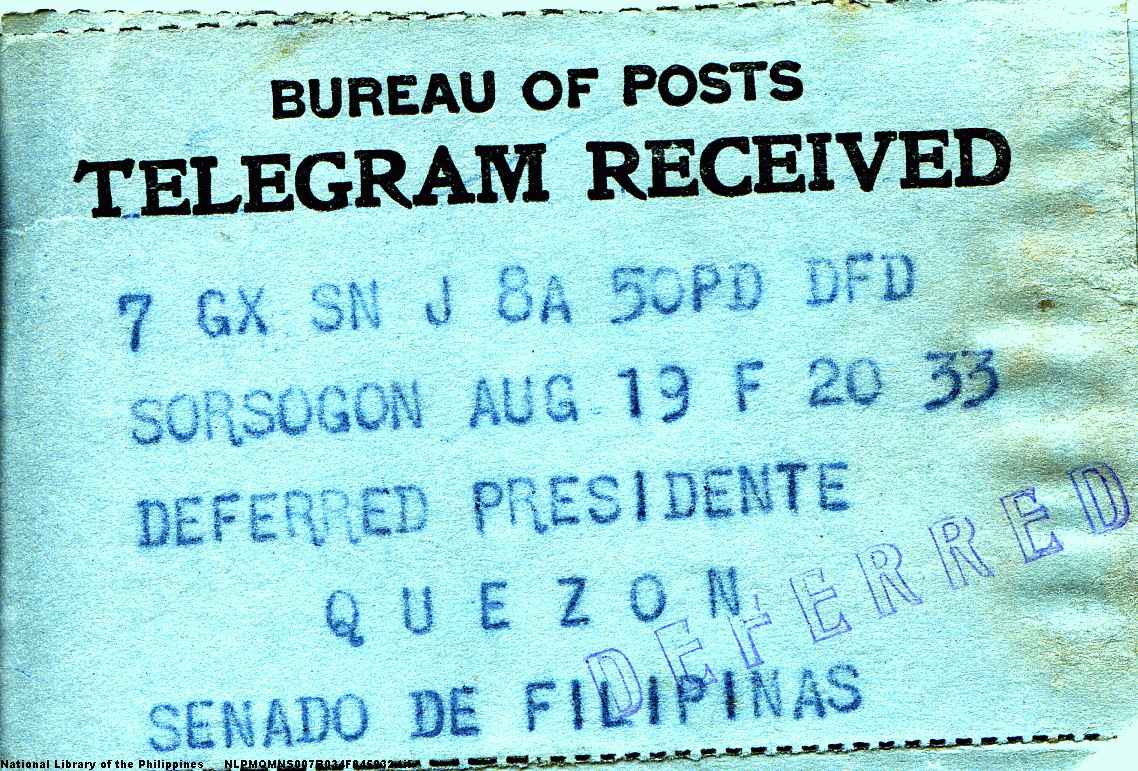 BUREAU OF POSTS
TELEGRAM RECEIVED
7 GX SN J 8A 50PD DFD
SORSOGON AUG 19 F 20 33
DEFERRED PRESIDENTE
QUEZON
DEFERRED
SENADO DE FILIPINAS
National Library of the Philippines